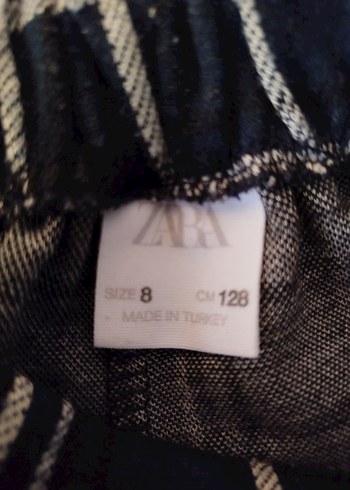 ZARA
SIZE 8 CM 128
MADE IN TURKEY